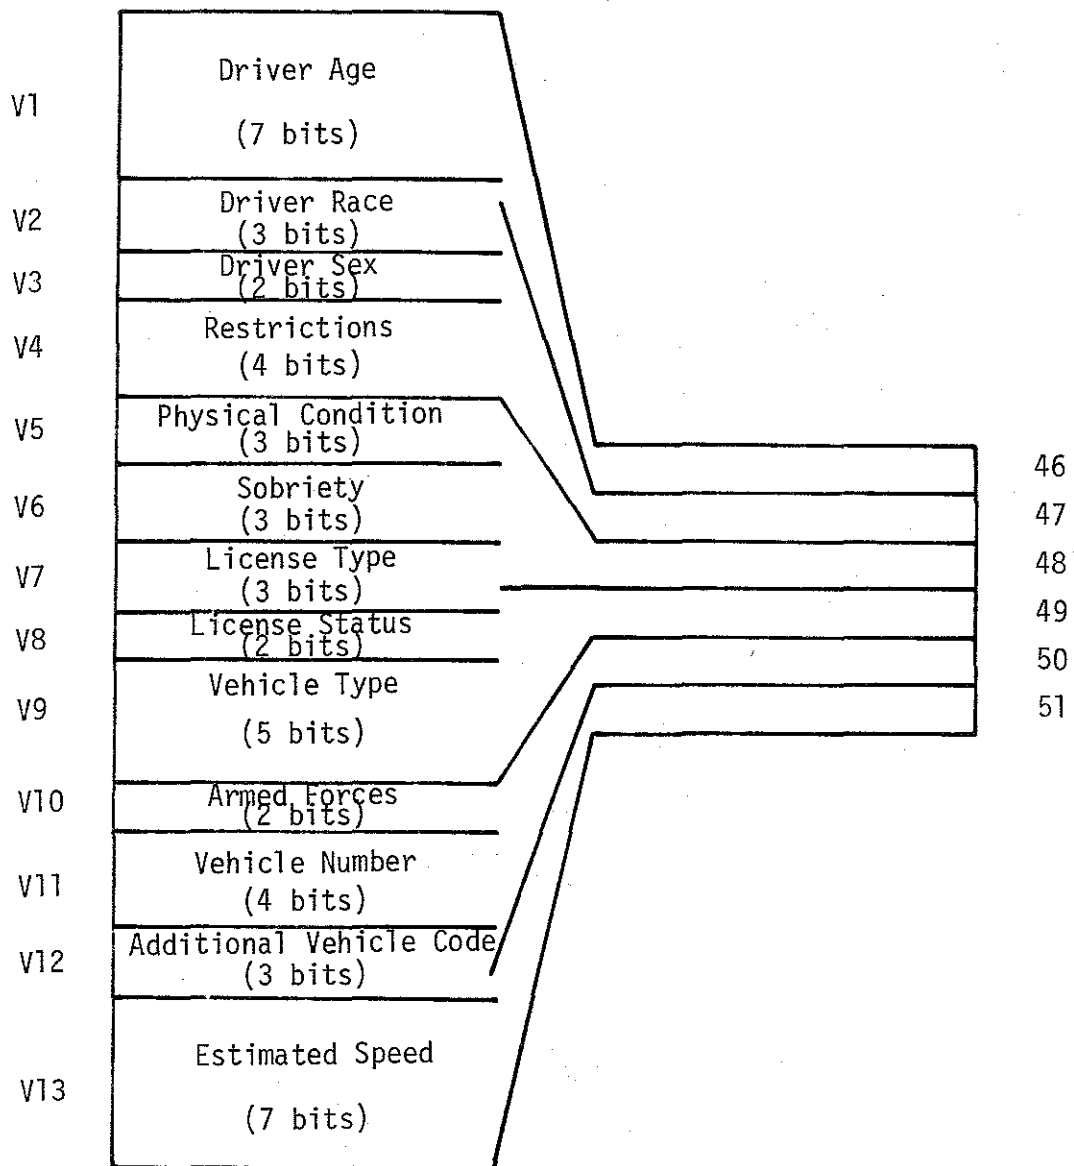 Driver Age
V1
(7 bits)
Driver Race
V2
(3 bits)
Driver Sex
V3
(2 bits)
Restrictions
V4
(4 bits)
Physical Condition
V5
(3 bits)
Sobriety
V6
(3 bits)
License Type
V7
(3 bits)
License Status
V8
(2 bits)
Vehicle Type
V9
(5 bits)
Armed Forces
V10
(2 bits)
Vehicle Number
V11
(4 bits)
Additional Vehicle Code
V12
(3 bits)
Estimated Speed
V13
(7 bits)
46
47
48
49
50
51